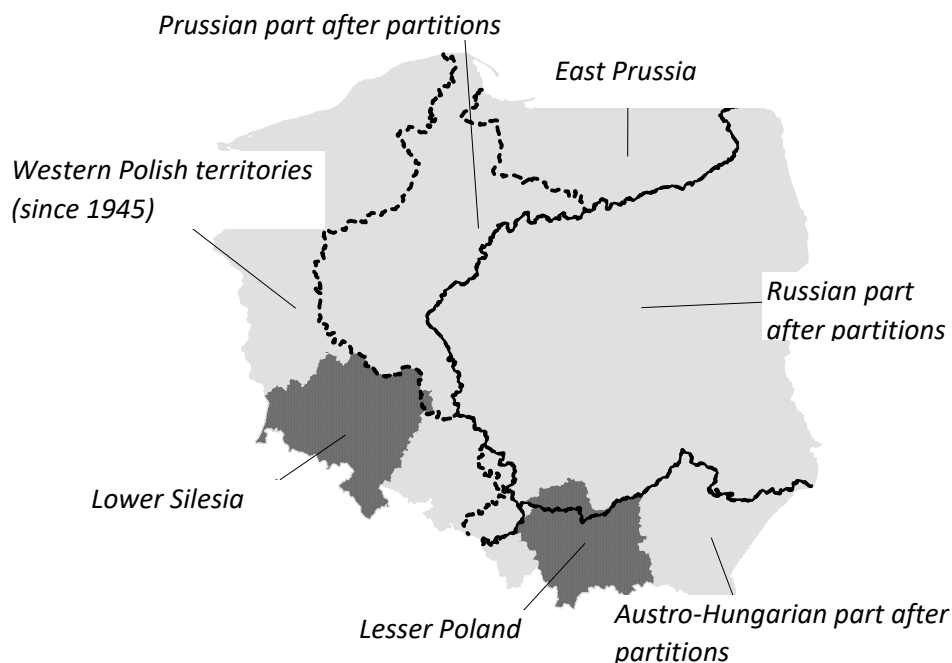 Prussian part after partitions
East Prussia
Western Polish territories
(since 1945)
Russian part
after partitions
Lower Silesia
Lesser Poland
Austro-Hungarian part after
partitions